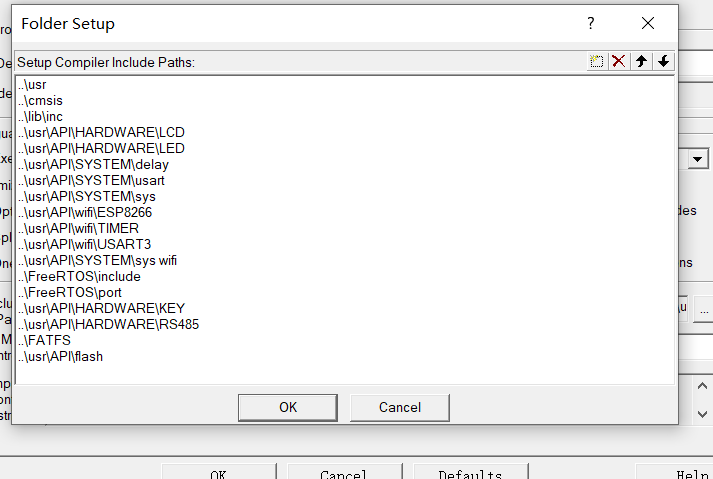 Folder Setup
Setup Compiler Include Paths:
..\usr
..\cmsis
..\lib\inc
..\usr\API\HARDWARE\LCD
..\usr\API\HARDWARE\LED
..\usr\API\SYSTEM\delay
..\usr\API\SYSTEM\usart
..\usr\API\SYSTEM\sys
..\usr\API\wifi\ESP8266
..\usr\API\wifi\TIMER
..\usr\API\wifi\USART3
..\usr\API\SYSTEM\sys wifi
..\FreeRTOS\include
..\FreeRTOS\port
..\usr\API\HARDWARE\KEY
..\usr\API\HARDWARE\RS485
..\FATFS
..\usr\API\flash
OK Cancel
OK Cancel Defaults Help